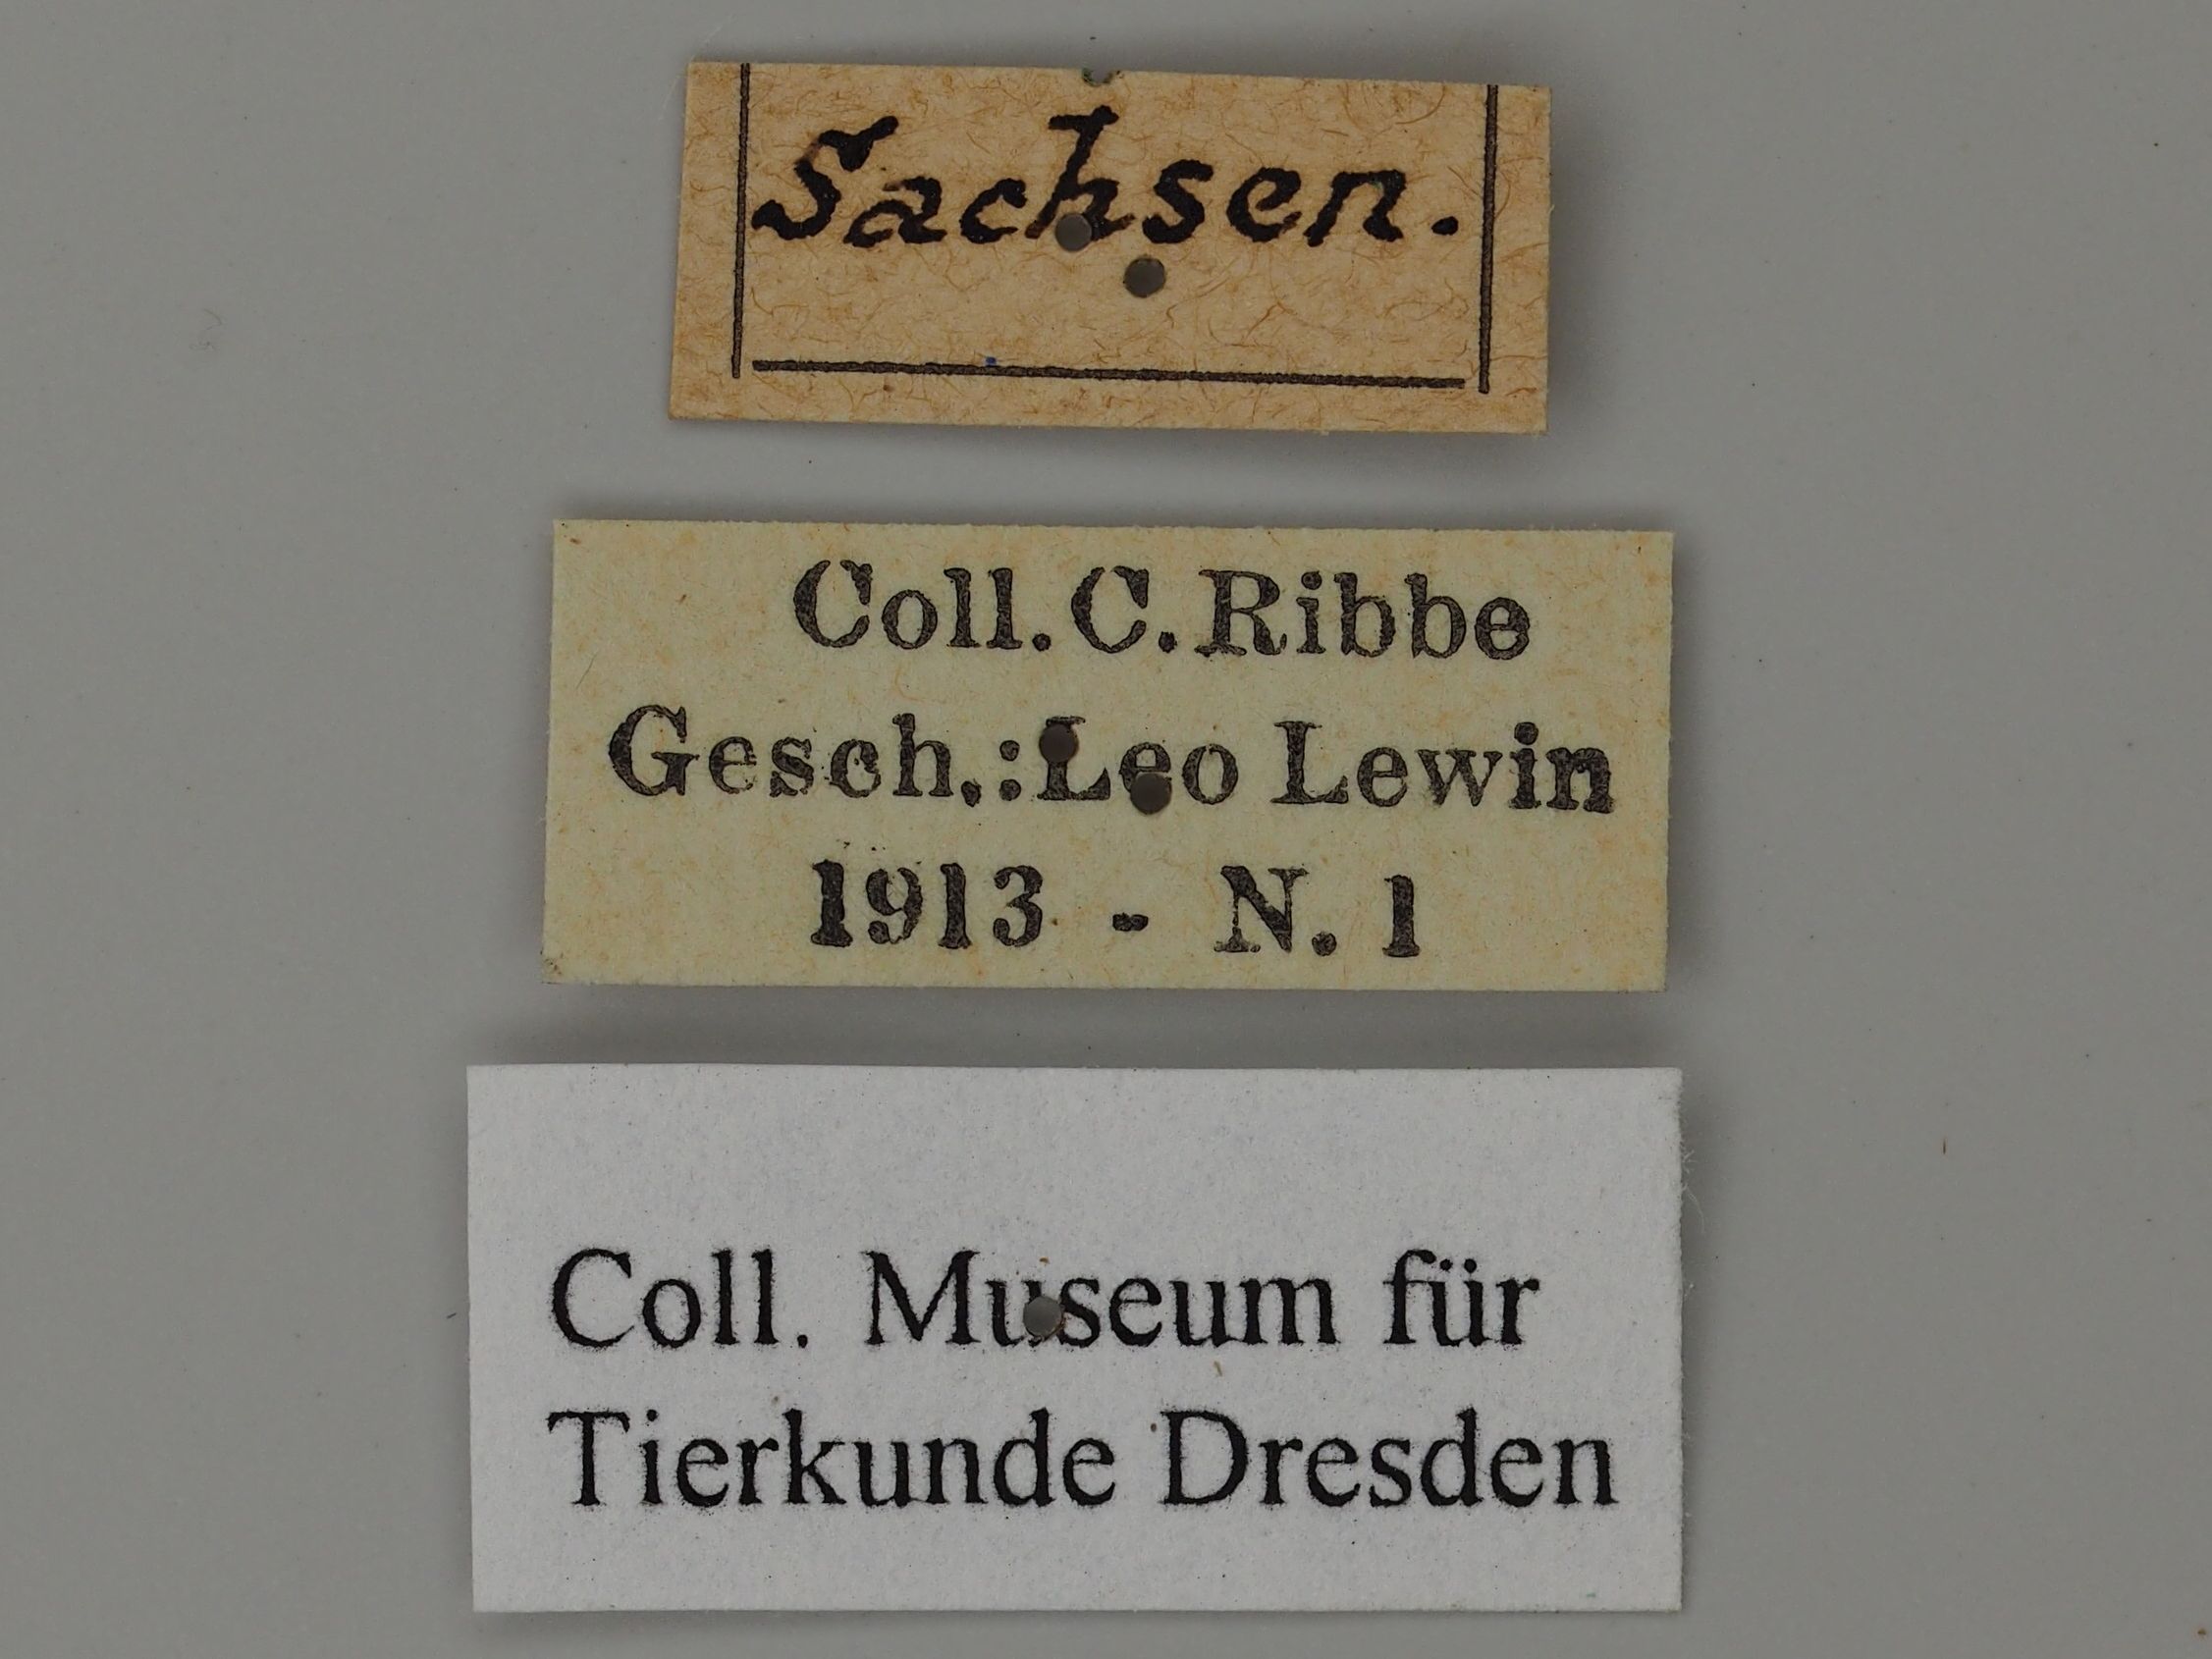 Sachsen.
Coll. C. Ribbe
Gesch.: Leo Lewin
1913 - N. 1
Coll. Museum für
Tierkunde Dresden